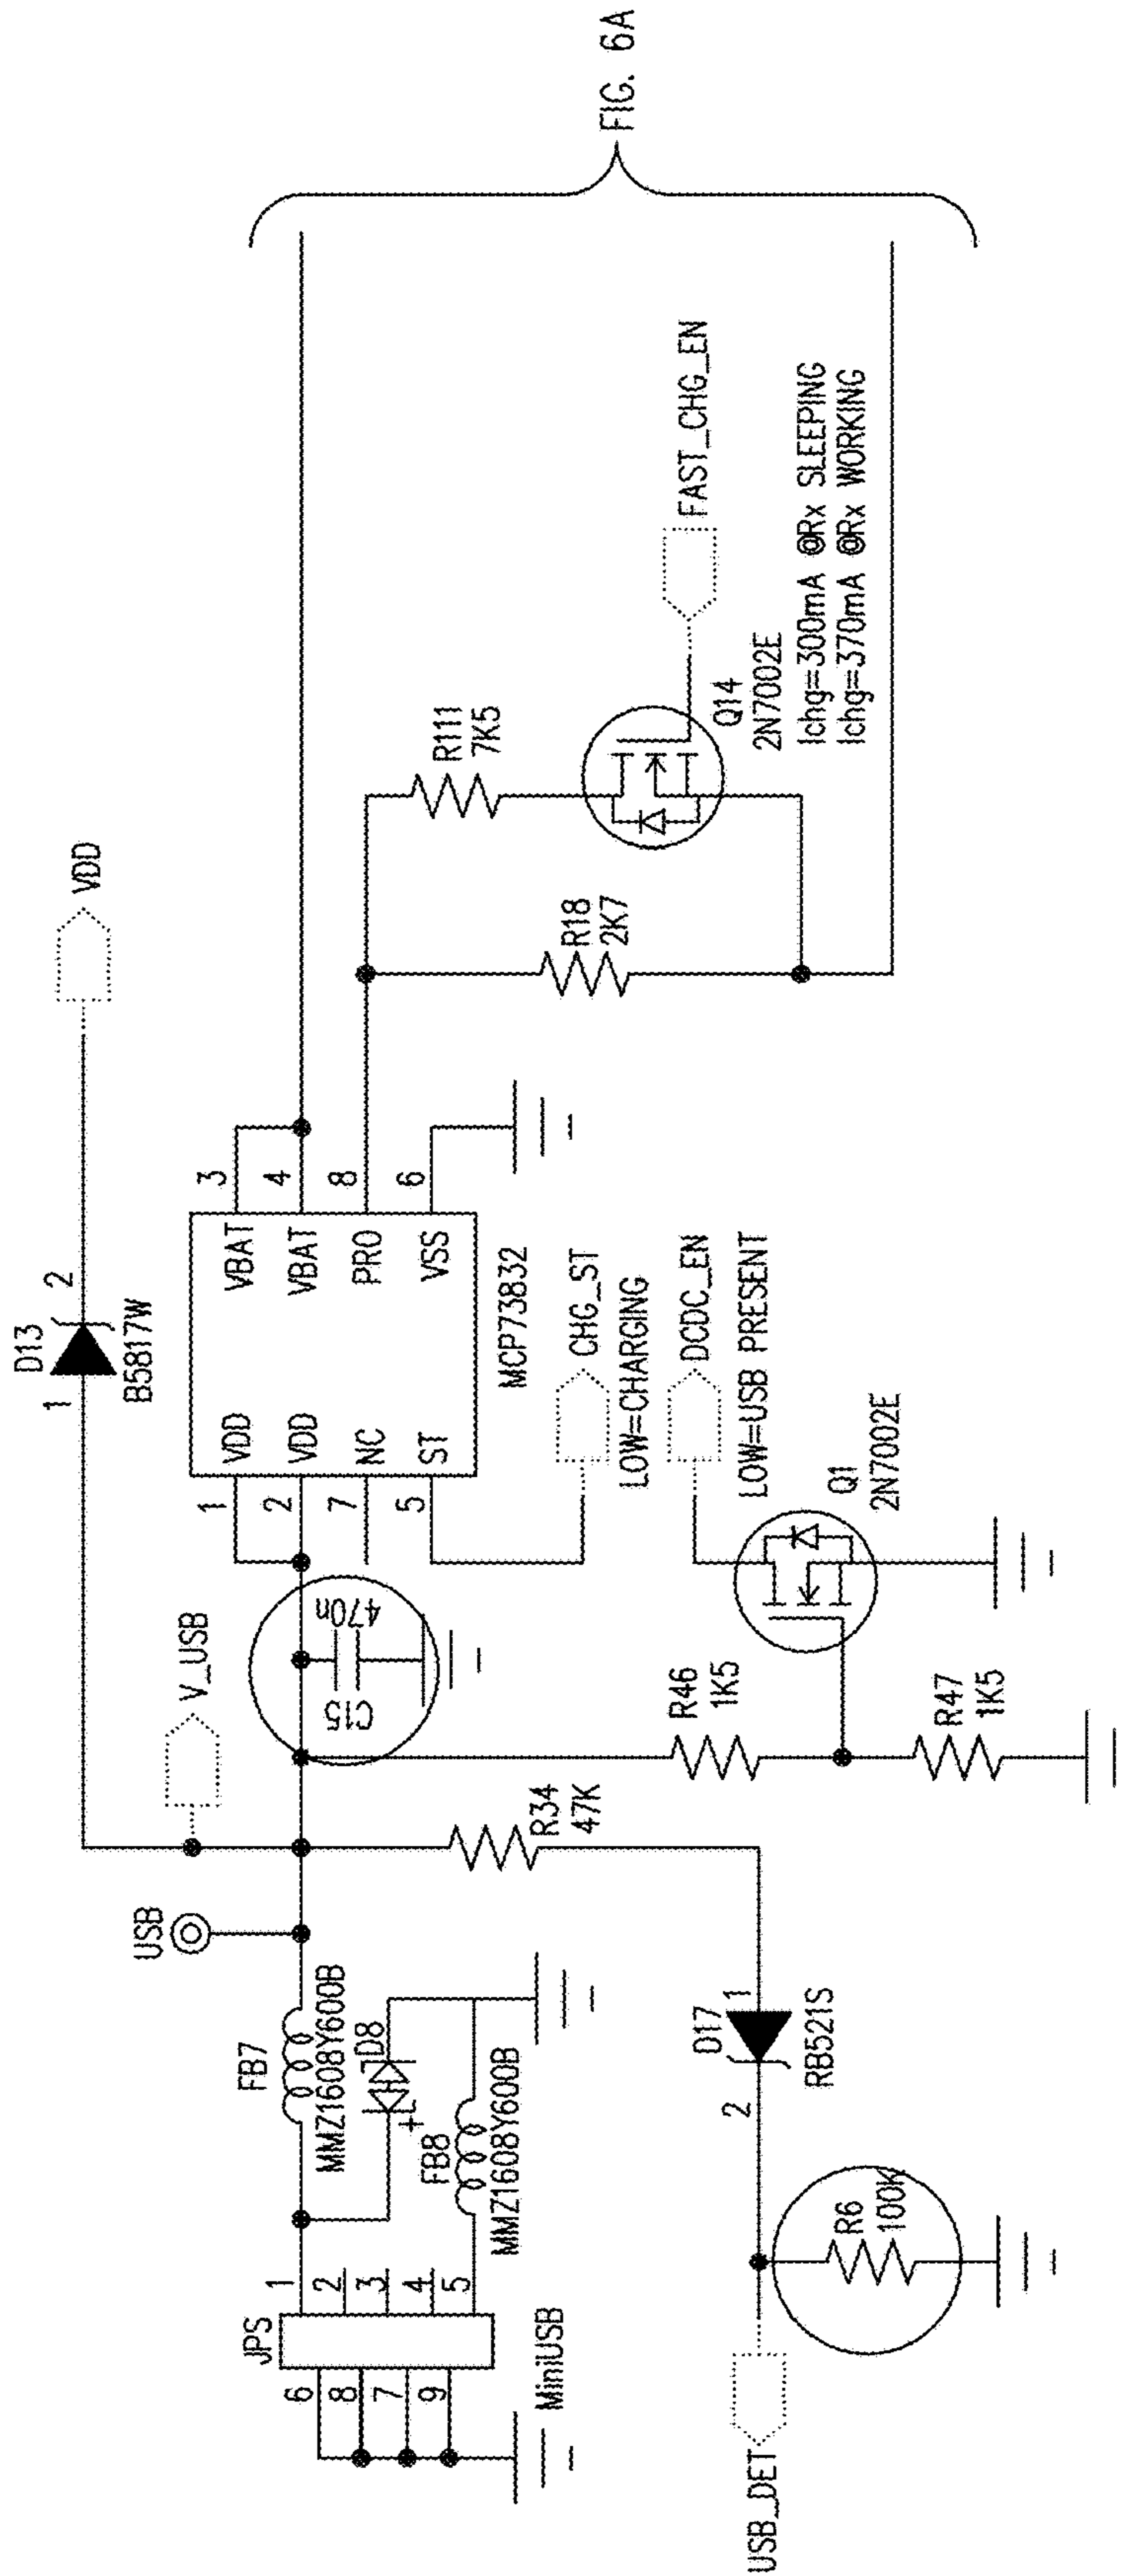 D13
1
2
B5817W
VDD
V_USB
USB
FB7
MMZ1608Y600B
D8
+
FB8
MMZ1608Y600B
JPS
1
2
3
4
5
6
8
7
9
MiniUSB
C15
470n
1
2
7
5
VDD
VDD
NC
ST
VBAT
VBAT
PRO
VSS
3
4
8
6
MCP73832
CHG_ST
LOW=CHARGING
DCDC_EN
LOW=USB PRESENT
Q1
2N7002E
R46
1K5
R47
1K5
R34
47K
D17
1
2
RB521S
R6
100K
USB_DET
R18
2K7
R111
7K5
Q14
2N7002E
FAST_CHG_EN
Ichg=300mA @Rx SLEEPING
Ichg=370mA @Rx WORKING
FIG. 6A